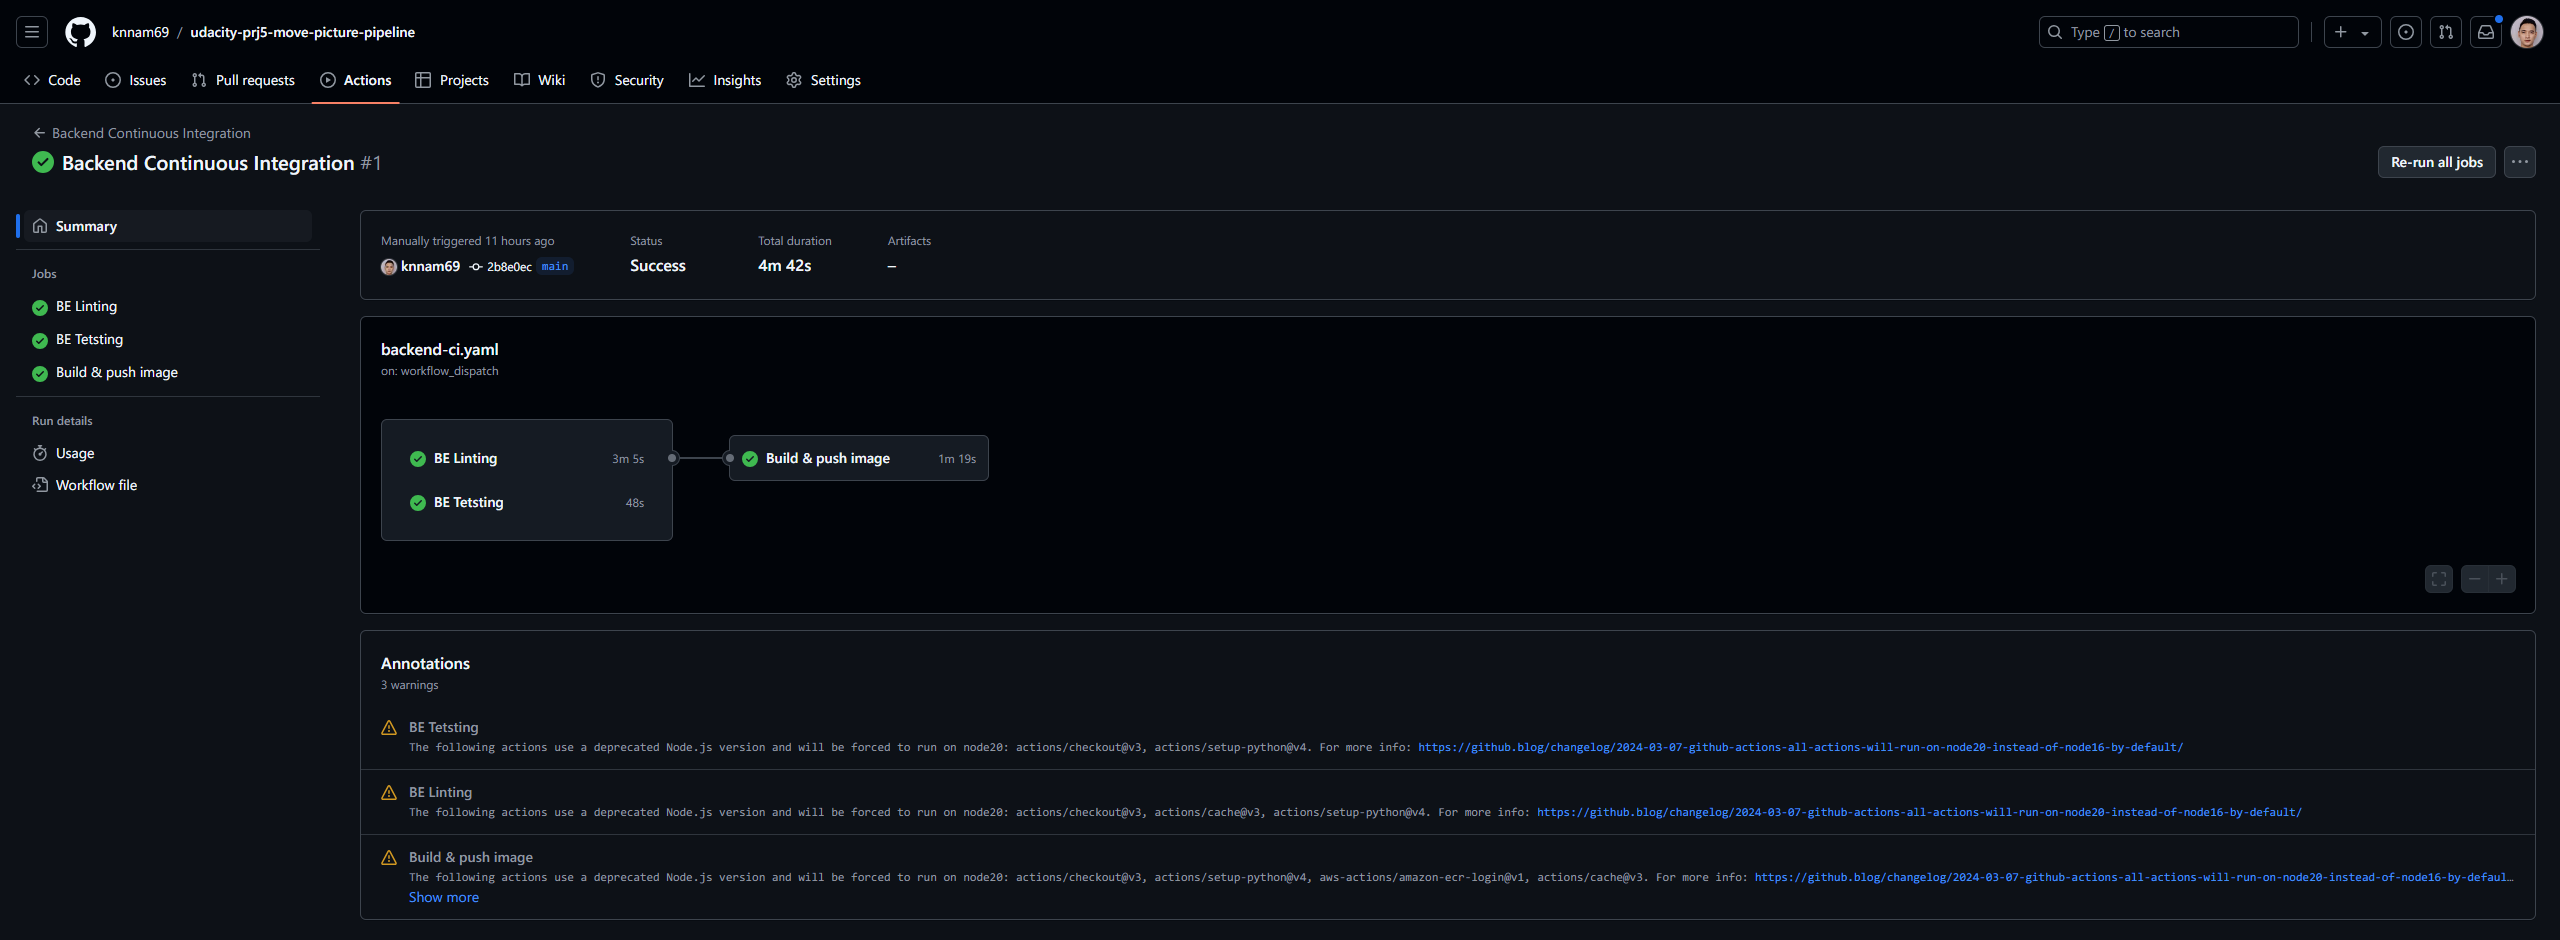 knnam69 / udacity-prj5-move-picture-pipeline
Type / to search
Code Issues Pull requests Actions Projects Wiki Security Insights Settings
Backend Continuous Integration
Backend Continuous Integration #1
Re-run all jobs
Summary
Jobs
BE Linting
BE Tetsting
Build & push image
Run details
Usage
Workflow file
Manually triggered 11 hours ago
knnam69 2b8e0ec main
Status
Success
Total duration
4m 42s
Artifacts
–
backend-ci.yaml
on: workflow_dispatch
BE Linting 3m 5s
BE Tetsting 48s
Build & push image 1m 19s
Annotations
3 warnings
BE Tetsting
The following actions use a deprecated Node.js version and will be forced to run on node20: actions/checkout@v3, actions/setup-python@v4. For more info: https://github.blog/changelog/2024-03-07-github-actions-all-actions-will-run-on-node20-instead-of-node16-by-default/
BE Linting
The following actions use a deprecated Node.js version and will be forced to run on node20: actions/checkout@v3, actions/cache@v3, actions/setup-python@v4. For more info: https://github.blog/changelog/2024-03-07-github-actions-all-actions-will-run-on-node20-instead-of-node16-by-default/
Build & push image
The following actions use a deprecated Node.js version and will be forced to run on node20: actions/checkout@v3, actions/setup-python@v4, aws-actions/amazon-ecr-login@v1, actions/cache@v3. For more info: https://github.blog/changelog/2024-03-07-github-actions-all-actions-will-run-on-node20-instead-of-node16-by-defaul…
Show more